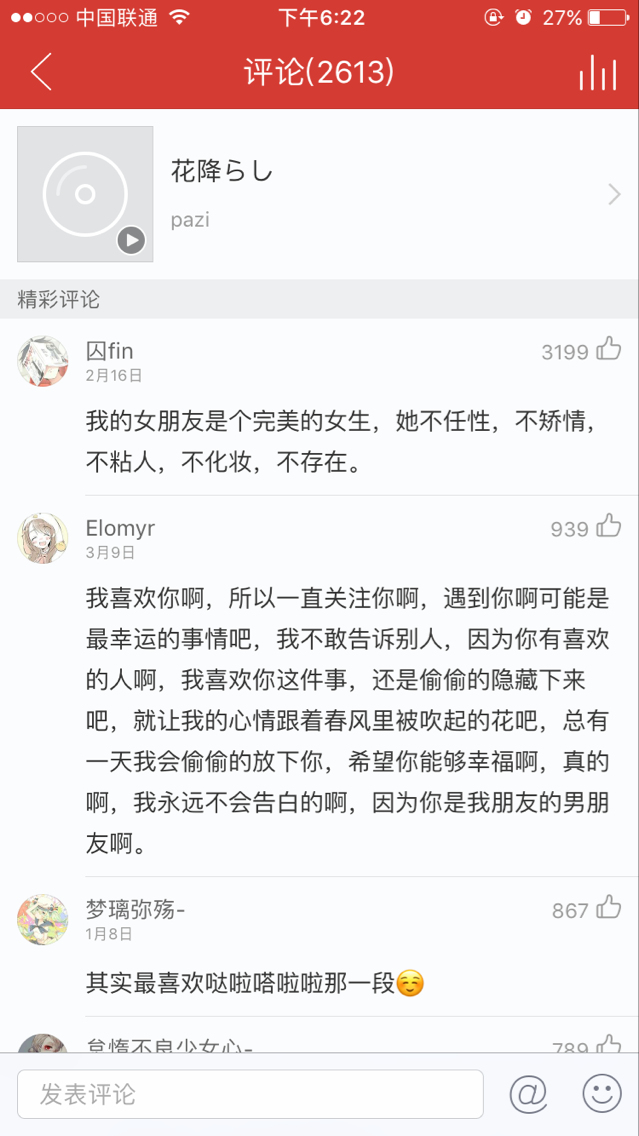 中国联通 下午6:22 27%
评论(2613)
花降らし
pazi
精彩评论
囚fin 3199
2月16日
我的女朋友是个完美的女生，她不任性，不矫情，
不粘人，不化妆，不存在。
Elomyr 939
3月9日
我喜欢你啊，所以一直关注你啊，遇到你啊可能是
最幸运的事情吧，我不敢告诉别人，因为你有喜欢
的人啊，我喜欢你这件事，还是偷偷的隐藏下来
吧，就让我的心情跟着春风里被吹起的花吧，总有
一天我会偷偷的放下你，希望你能够幸福啊，真的
啊，我永远不会告白的啊，因为你是我朋友的男朋
友啊。
梦璃弥殇- 867
1月8日
其实最喜欢哒啦嗒啦啦那一段☺️
怠惰不良少女心- 789
发表评论 @